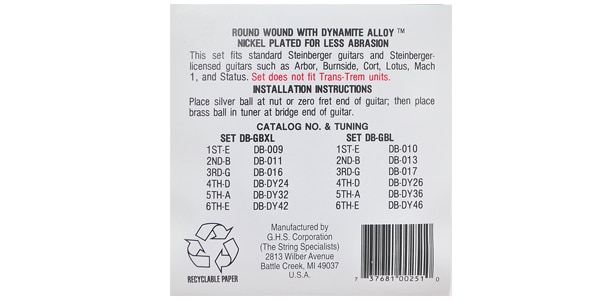 ROUND WOUND WITH DYNAMITE ALLOY ™
NICKEL PLATED FOR LESS ABRASION
This set fits standard Steinberger guitars and Steinberger-
licensed guitars such as Arbor, Burnside, Cort, Lotus, Mach
1, and Status. Set does not fit Trans-Trem units.
INSTALLATION INSTRUCTIONS
Place silver ball at nut or zero fret end of guitar; then place
brass ball in tuner at bridge end of guitar.
CATALOG NO. & TUNING
SET DB-GBXL SET DB-GBL
1ST-E DB-009 1ST-E DB-010
2ND-B DB-011 2ND-B DB-013
3RD-G DB-016 3RD-G DB-017
4TH-D DB-DY24 4TH-D DB-DY26
5TH-A DB-DY32 5TH-A DB-DY36
6TH-E DB-DY42 6TH-E DB-DY46
RECYCLABLE PAPER
Manufactured by
G.H.S. Corporation
(The String Specialists)
2813 Wilber Avenue
Battle Creek, MI 49037
U.S.A.
7 37681 00251 0